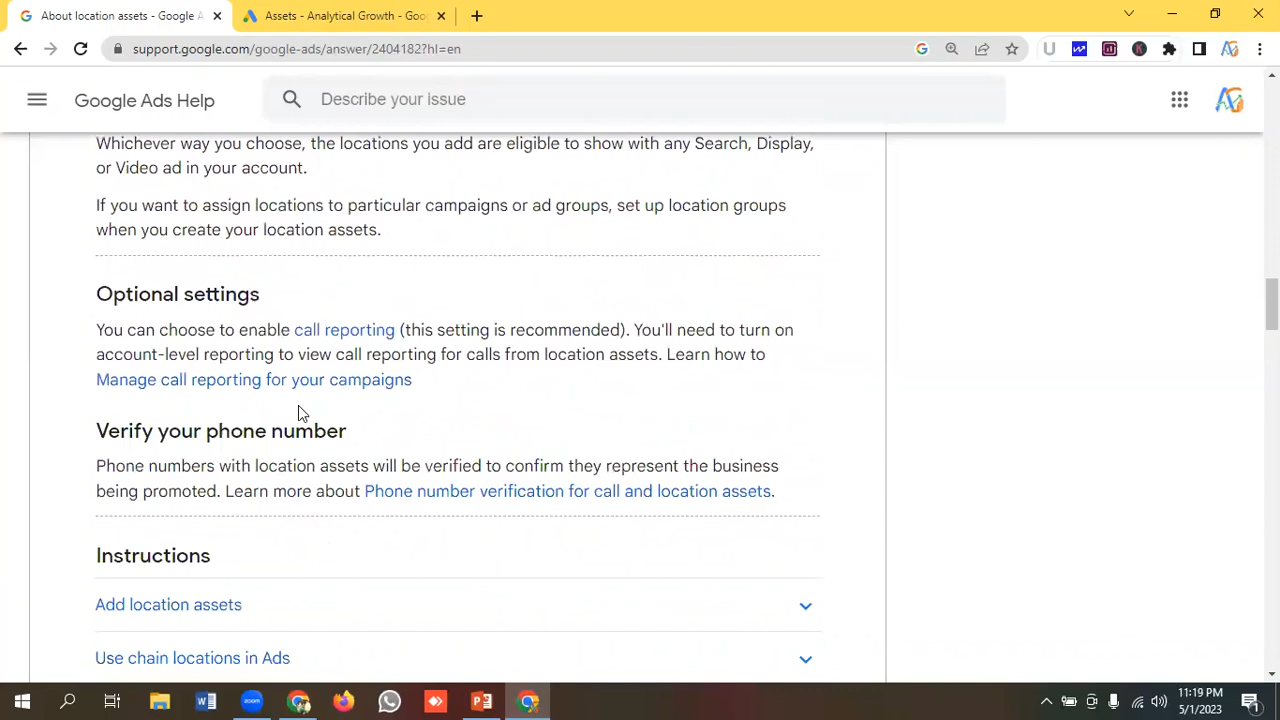 About location assets - Google A
Assets - Analytical Growth - Goo
support.google.com/google-ads/answer/2404182?hl=en
Google Ads Help
Describe your issue
Whichever way you choose, the locations you add are eligible to show with any Search, Display,
or Video ad in your account.
If you want to assign locations to particular campaigns or ad groups, set up location groups
when you create your location assets.
Optional settings
You can choose to enable call reporting (this setting is recommended). You'll need to turn on
account-level reporting to view call reporting for calls from location assets. Learn how to
Manage call reporting for your campaigns
Verify your phone number
Phone numbers with location assets will be verified to confirm they represent the business
being promoted. Learn more about Phone number verification for call and location assets.
Instructions
Add location assets
Use chain locations in Ads
11:19 PM
5/1/2023